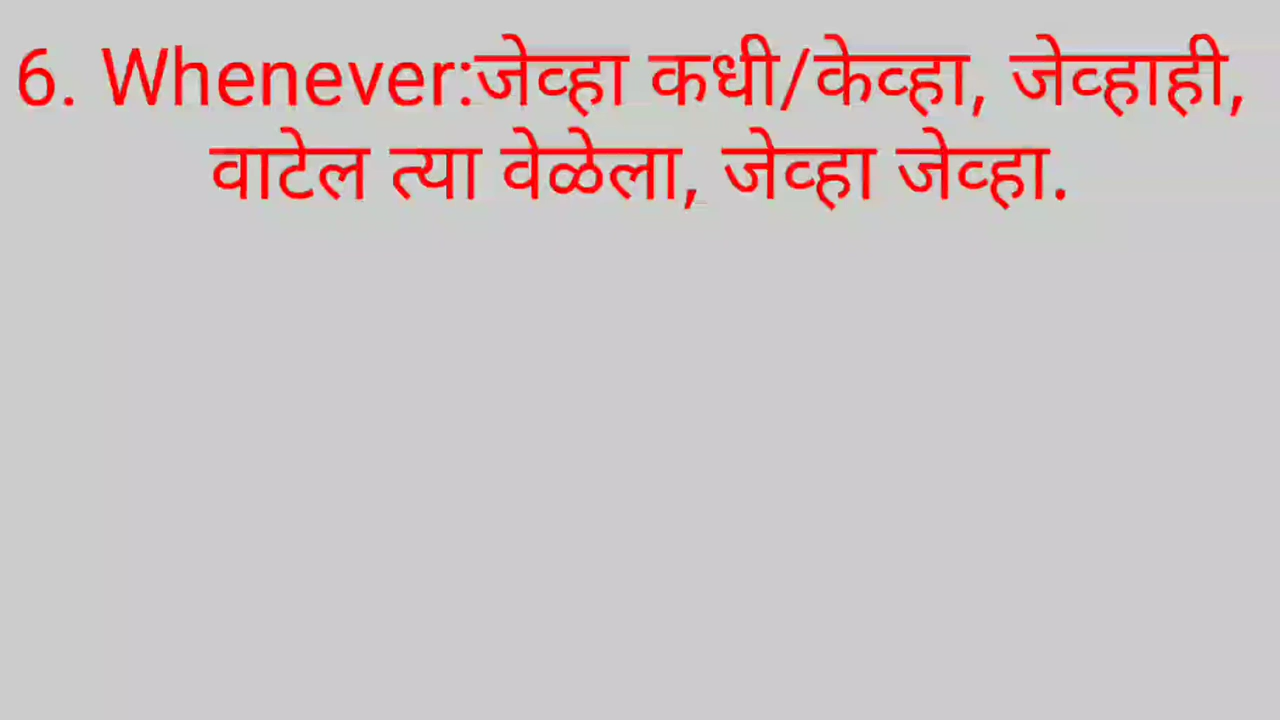 6. Whenever:जेव्हा कधी/केव्हा, जेव्हाही,
वाटेल त्या वेळेला, जेव्हा जेव्हा.